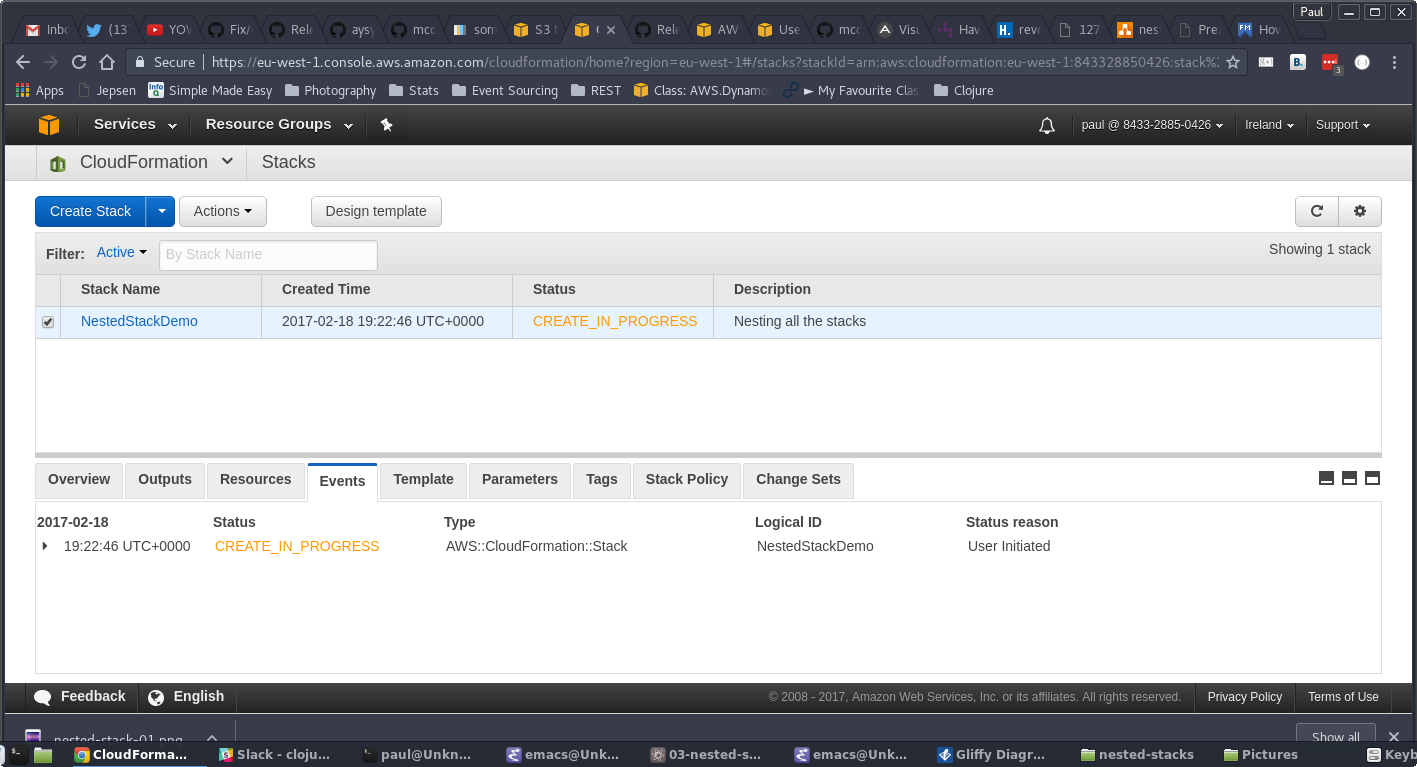 Paul
Inbo (13 YOV Fix/ Rele aysy mcc som S3 M Rele AW Use mcc Visu Hav reve 127 nes Prez How
Secure https://eu-west-1.console.aws.amazon.com/cloudformation/home?region=eu-west-1#/stacks?stackId=arn:aws:cloudformation:eu-west-1:843328850426:stack% 3
Apps Jepsen Simple Made Easy Photography Stats Event Sourcing REST Class: AWS.Dynamo ► My Favourite Clas Clojure
Services Resource Groups paul @ 8433-2885-0426 Ireland Support
CloudFormation Stacks
Create Stack Actions Design template
Filter: Active By Stack Name Showing 1 stack
Stack Name Created Time Status Description
NestedStackDemo 2017-02-18 19:22:46 UTC+0000 CREATE_IN_PROGRESS Nesting all the stacks
Overview Outputs Resources Events Template Parameters Tags Stack Policy Change Sets
2017-02-18 Status Type Logical ID Status reason
19:22:46 UTC+0000 CREATE_IN_PROGRESS AWS::CloudFormation::Stack NestedStackDemo User Initiated
Feedback English © 2008 - 2017, Amazon Web Services, Inc. or its affiliates. All rights reserved. Privacy Policy Terms of Use
nested-stack-01.png Show all
CloudForma... Slack - cloju... paul@Unkn... emacs@Unk... 03-nested-s... emacs@Unk... Gliffy Diagr... nested-stacks Pictures Keyb